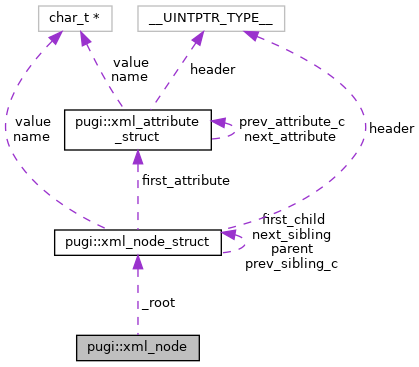 char_t *
__UINTPTR_TYPE__
value
name
header
pugi::xml_attribute
_struct
prev_attribute_c
next_attribute
value
name
header
first_attribute
pugi::xml_node_struct
first_child
next_sibling
parent
prev_sibling_c
_root
pugi::xml_node